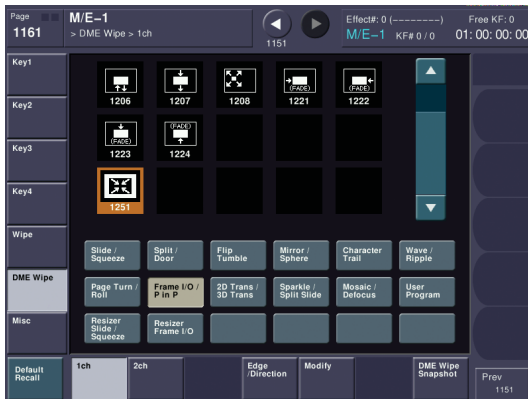 Page
1161
M/E–1
> DME Wipe > 1ch
1151
Effect#: 0 (–––––––)
Free KF: 0
M/E–1 KF# 0 / 0
01: 00: 00: 00
Key1
Key2
Key3
Key4
Wipe
DME Wipe
Misc
Default
Recall
1206
1207
1208
(FADE)
1221
(FADE)
1222
(FADE)
1223
(FADE)
1224
1251
Slide /
Squeeze
Split /
Door
Flip
Tumble
Mirror /
Sphere
Character
Trail
Wave /
Ripple
Page Turn /
Roll
Frame I/O /
P in P
2D Trans /
3D Trans
Sparkle /
Split Slide
Mosaic /
Defocus
User
Program
Resizer
Slide /
Squeeze
Resizer
Frame I/O
1ch
2ch
Edge
/Direction
Modify
DME Wipe
Snapshot
Prev
1151